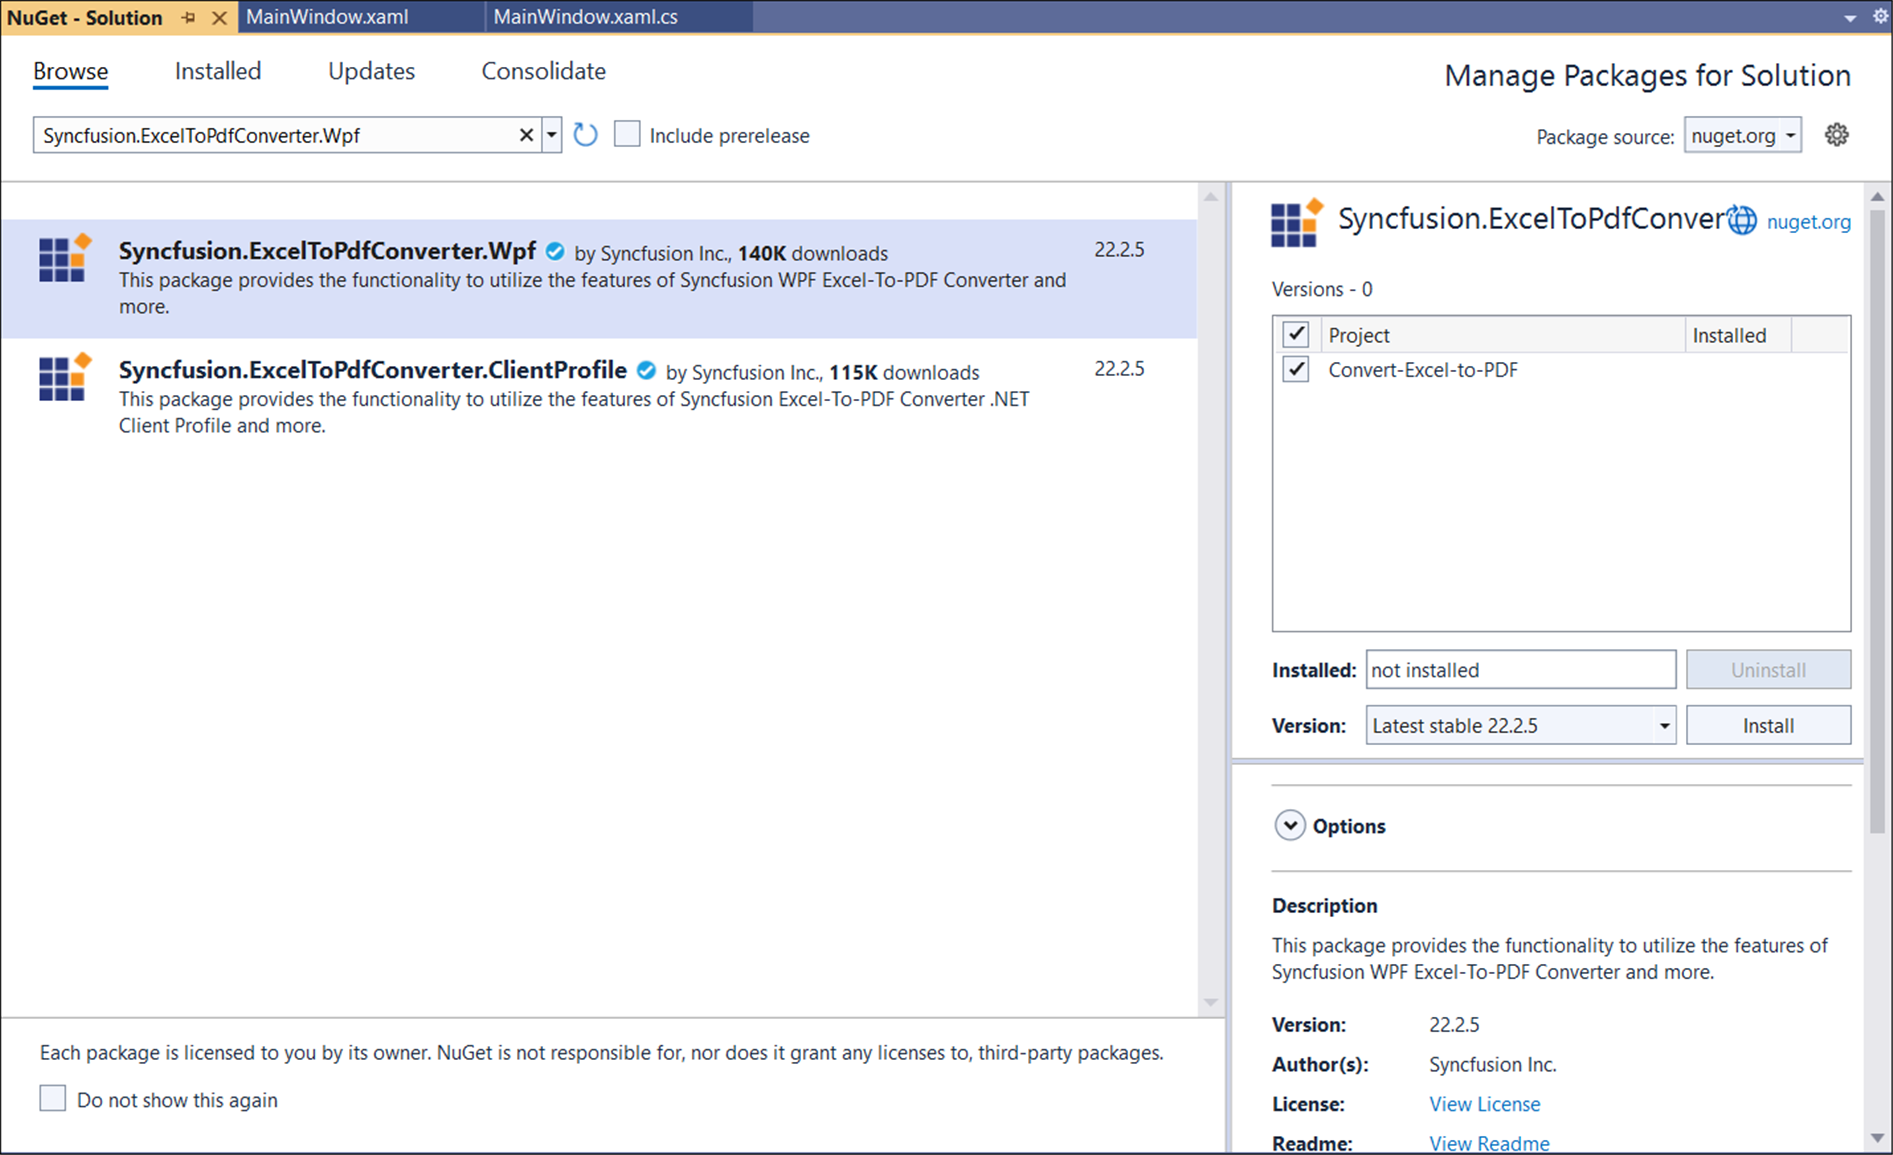 NuGet - Solution
MainWindow.xaml
MainWindow.xaml.cs
Browse
Installed
Updates
Consolidate
Manage Packages for Solution
Syncfusion.ExcelToPdfConverter.Wpf
Include prerelease
Package source:
nuget.org
Syncfusion.ExcelToPdfConverter.Wpf by Syncfusion Inc., 140K downloads
22.2.5
This package provides the functionality to utilize the features of Syncfusion WPF Excel-To-PDF Converter and
more.
Syncfusion.ExcelToPdfConverter.ClientProfile by Syncfusion Inc., 115K downloads
22.2.5
This package provides the functionality to utilize the features of Syncfusion Excel-To-PDF Converter .NET
Client Profile and more.
Each package is licensed to you by its owner. NuGet is not responsible for, nor does it grant any licenses to, third-party packages.
Do not show this again
Syncfusion.ExcelToPdfConver
nuget.org
Versions - 0
Project
Installed
Convert-Excel-to-PDF
Installed:
not installed
Uninstall
Version:
Latest stable 22.2.5
Install
Options
Description
This package provides the functionality to utilize the features of
Syncfusion WPF Excel-To-PDF Converter and more.
Version:
22.2.5
Author(s):
Syncfusion Inc.
License:
View License
Readme:
View Readme